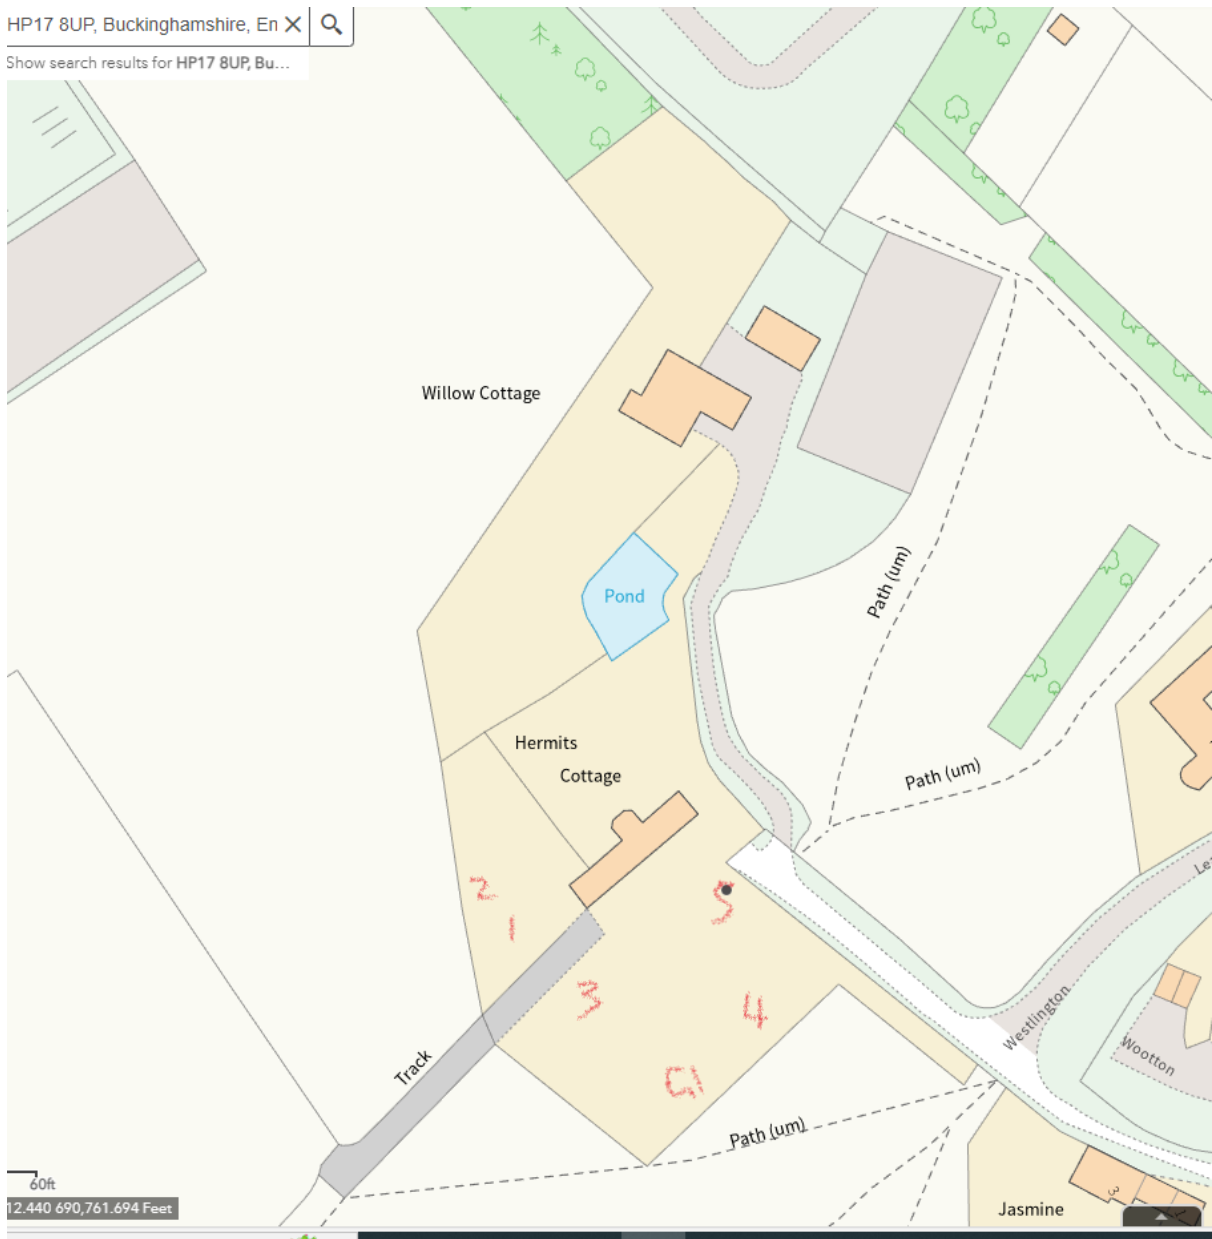 HP17 8UP, Buckinghamshire, En
Show search results for HP17 8UP, Bu...
Willow Cottage
Path (um)
Pond
Hermits
Cottage
Path (um)
2
1
5
3
4
G1
Westlington
Wootton
Track
Path (um)
60ft
12.440 690,761.694 Feet
3
Jasmine